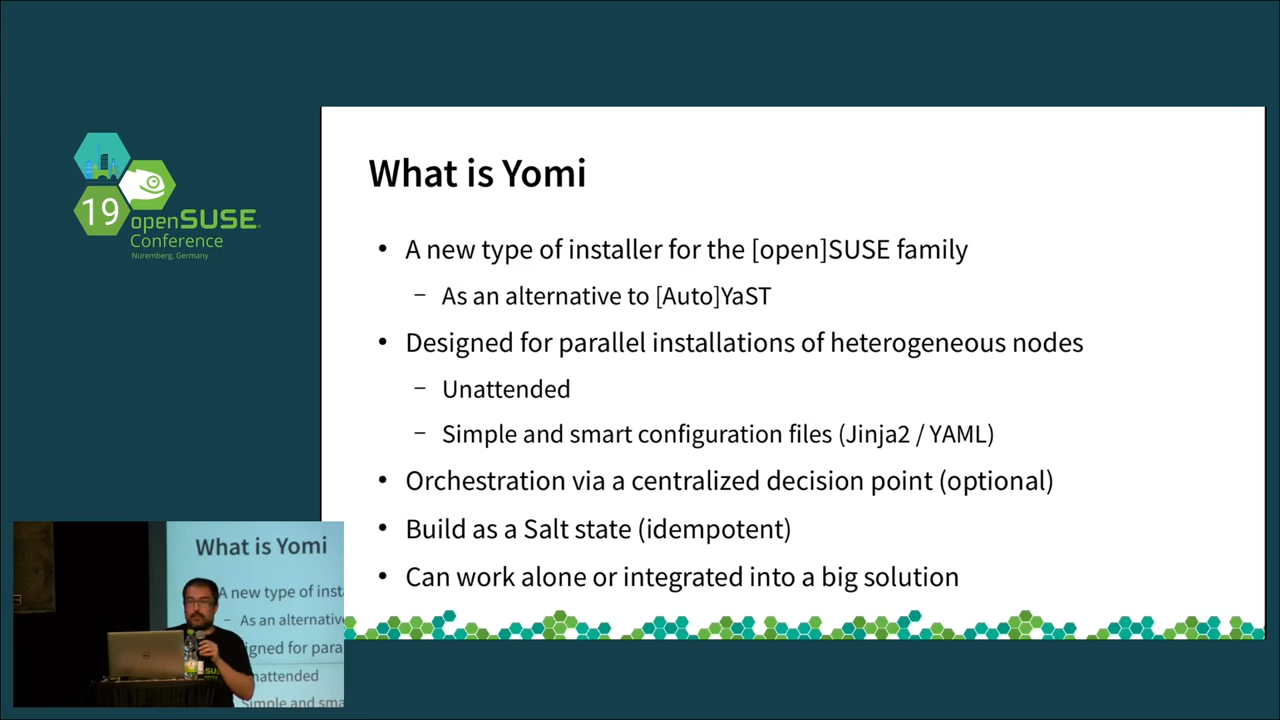 19
openSUSE
Conference
Nuremberg, Germany
What is Yomi
• A new type of installer for the [open]SUSE family
– As an alternative to [Auto]YaST
• Designed for parallel installations of heterogeneous nodes
– Unattended
– Simple and smart configuration files (Jinja2 / YAML)
• Orchestration via a centralized decision point (optional)
• Build as a Salt state (idempotent)
• Can work alone or integrated into a big solution
What is Yomi
A new type of inst
– As an alternativ
igned for para
nattended
Simple and sma